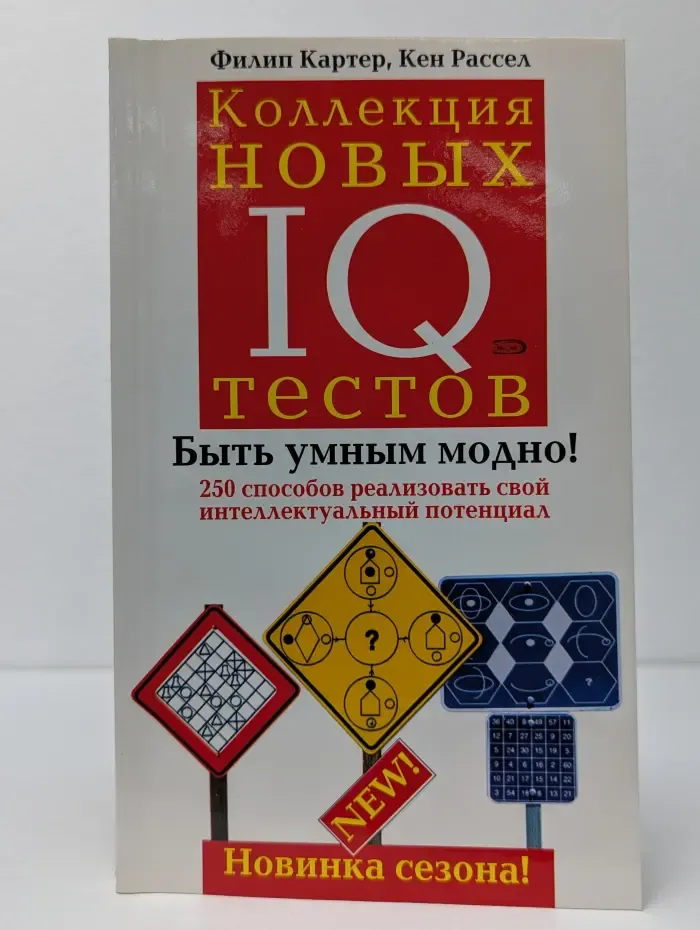 Филип Картер, Кен Рассел
Коллекция
новых
IQ
тестов
Быть умным модно!
250 способов реализовать свой
интеллектуальный потенциал
?
?
NEW!
Новинка сезона!